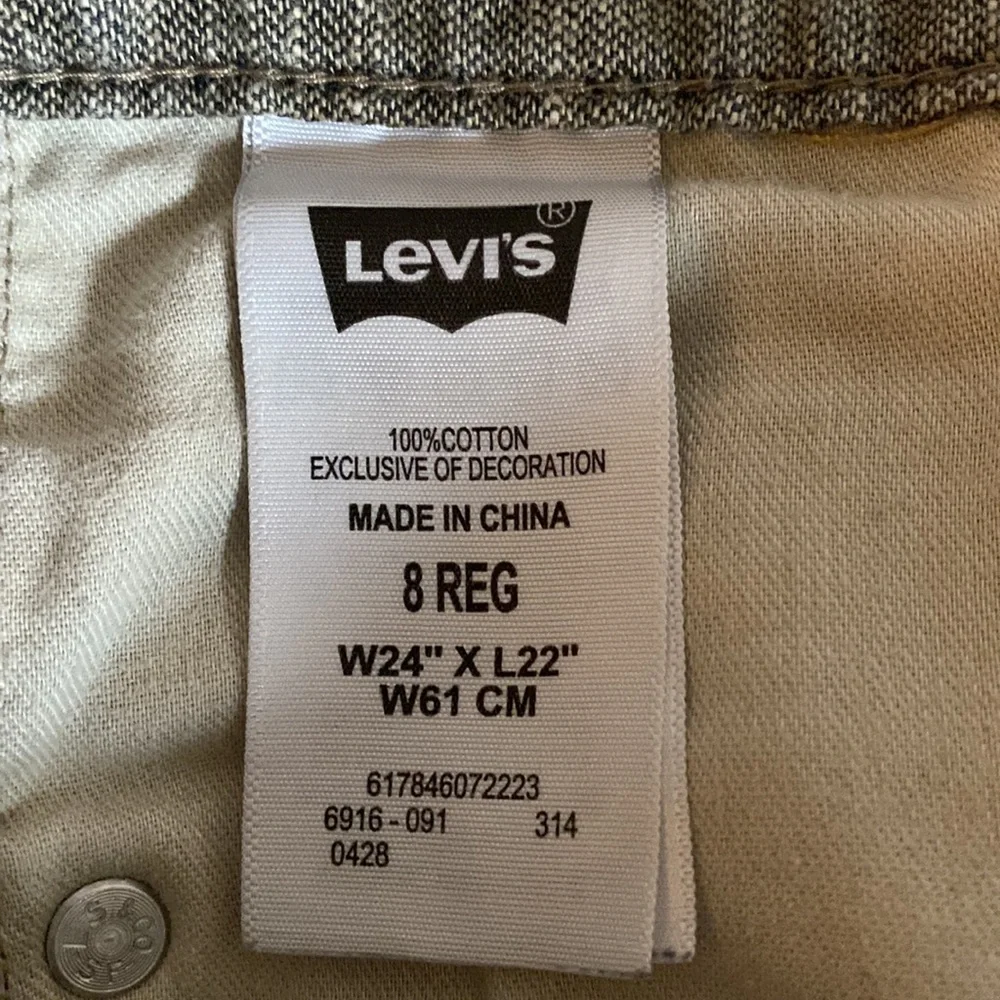 LEVI'S®
100%COTTON
EXCLUSIVE OF DECORATION
MADE IN CHINA
8 REG
W24" X L22"
W61 CM
617846072223
6916 - 091 314
0428